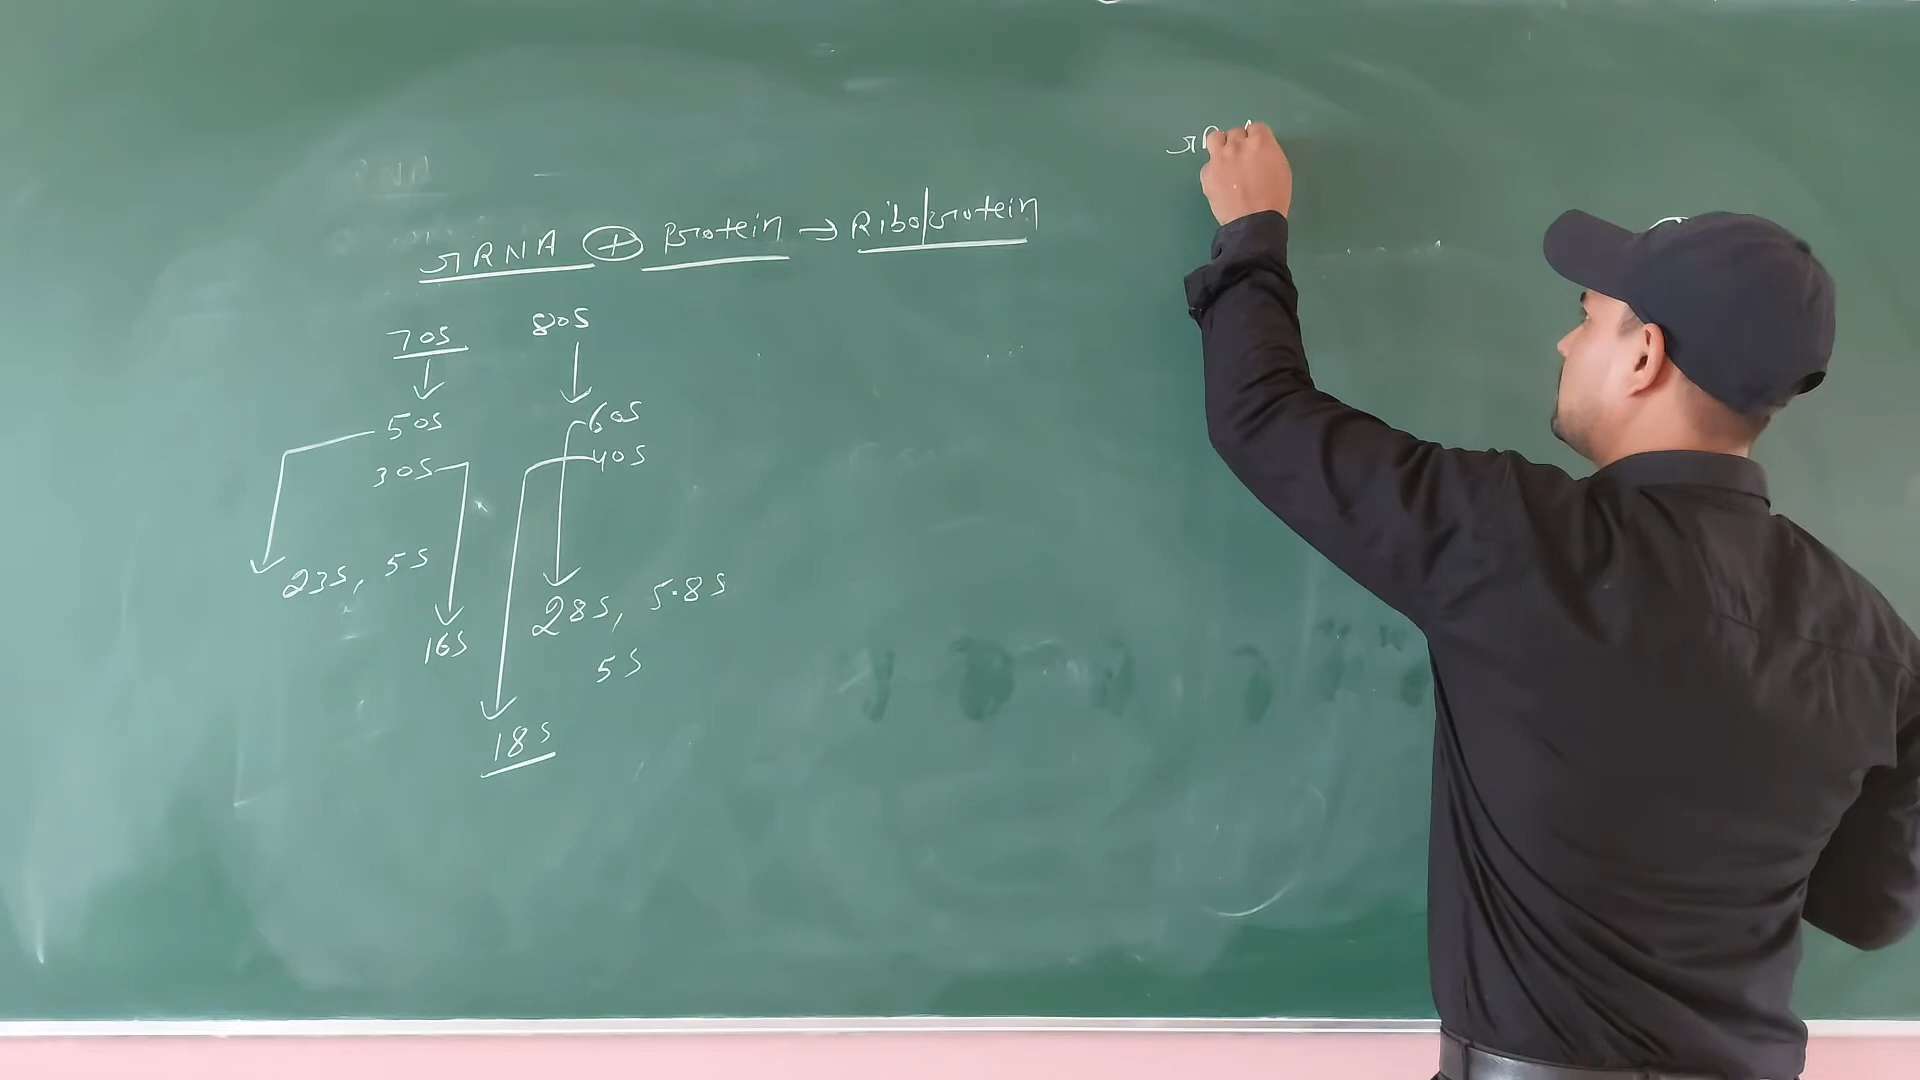 rRNA + Protein → Riboprotein
70S 80S
50S 60S
30S 40S
23S, 5S
28S, 5.8S
16S
5S
18S